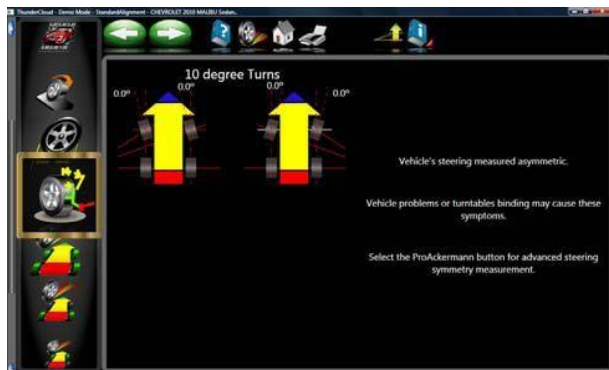 ThunderCloud - Demo Mode - StandardAlignment - CHEVROLET 2010 MALIBU Sedan..
10 degree Turns
0.0° 0.0° 0.0° 0.0°
Vehicle's steering measured asymmetric.
Vehicle problems or turntables binding may cause these
symptoms.
Select the ProAckermann button for advanced steering
symmetry measurement.